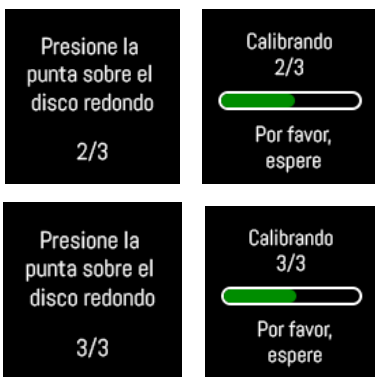 Presione la
punta sobre el
disco redondo
2/3
Calibrando
2/3
Por favor,
espere
Presione la
punta sobre el
disco redondo
3/3
Calibrando
3/3
Por favor,
espere